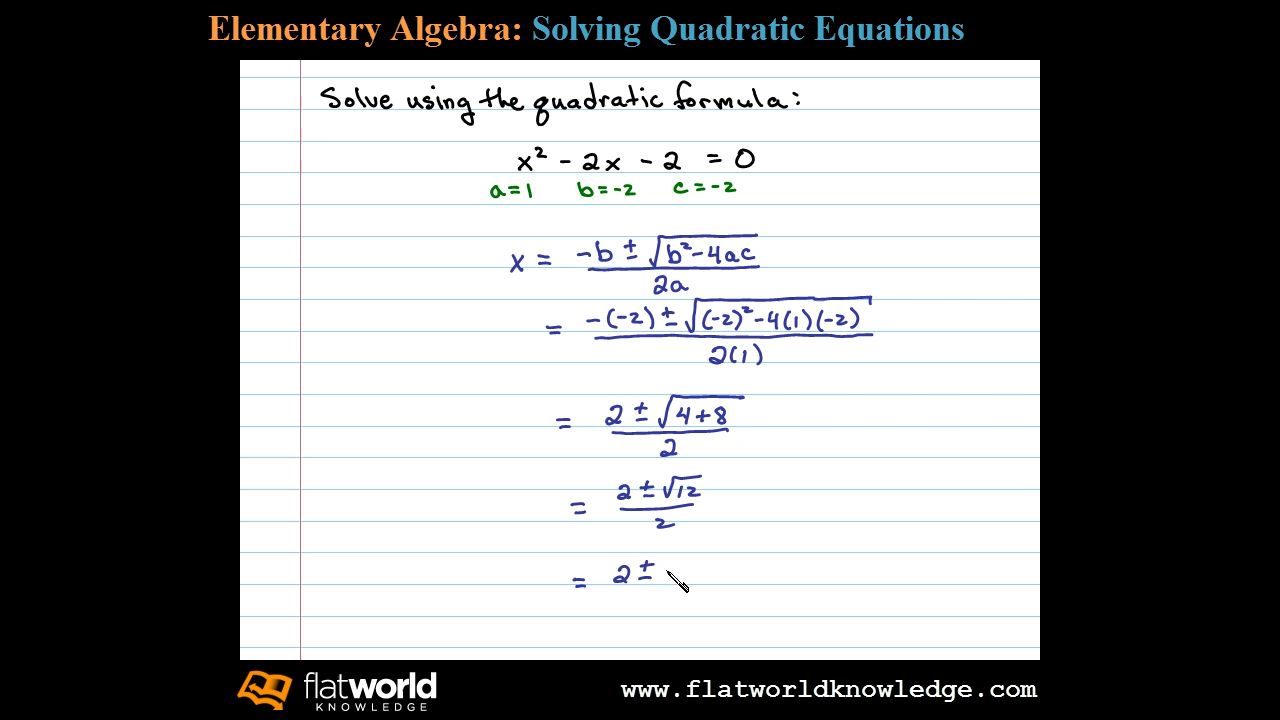 Elementary Algebra: Solving Quadratic Equations
Solve using the quadratic formula:
x² - 2x - 2 = 0
a=1 b=-2 c=-2
x = (-b ± √(b²-4ac)) / 2a
= (-(-2) ± √((-2)²-4(1)(-2))) / 2(1)
= (2 ± √(4+8)) / 2
= (2 ± √12) / 2
= 2 ±
flatworld
KNOWLEDGE
www.flatworldknowledge.com